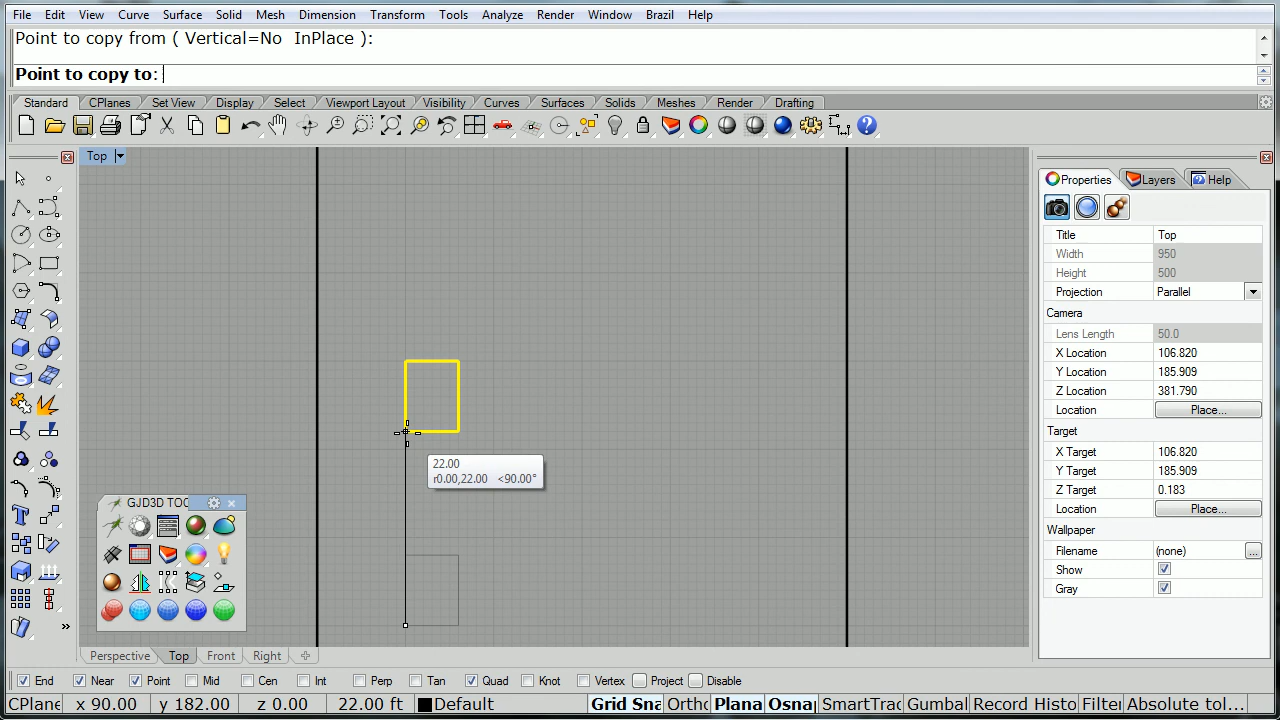 File Edit View Curve Surface Solid Mesh Dimension Transform Tools Analyze Render Window Brazil Help
Point to copy from ( Vertical=No InPlace ):
Point to copy to:
Standard CPlanes Set View Display Select Viewport Layout Visibility Curves Surfaces Solids Meshes Render Drafting
Top
Properties Layers Help
Title Top
Width 950
Height 500
Projection Parallel
Camera
Lens Length 50.0
X Location 106.820
Y Location 185.909
Z Location 381.790
Location Place...
Target
X Target 106.820
Y Target 185.909
Z Target 0.183
Location Place...
Wallpaper
Filename (none) ...
Show
Gray
22.00
r0.00,22.00 <90.00°
GJD3D TOO
Perspective Top Front Right
End Near Point Mid Cen Int Perp Tan Quad Knot Vertex Project Disable
CPlane x 90.00 y 182.00 z 0.00 22.00 ft Default Grid Sna Ortho Plana Osnap SmartTrac Gumbal Record Histo Filter Absolute tol...